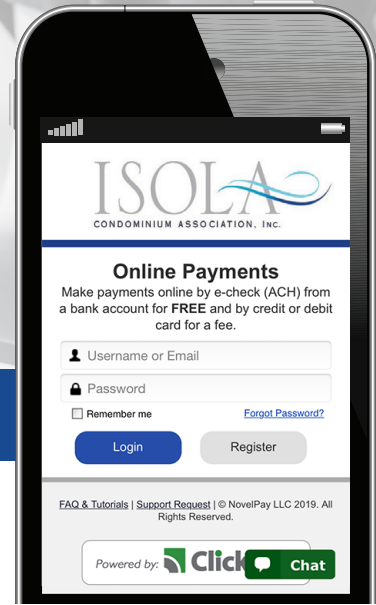 ISOLA
CONDOMINIUM ASSOCIATION, INC.
Online Payments
Make payments online by e-check (ACH) from
a bank account for FREE and by credit or debit
card for a fee.
Username or Email
Password
Remember me
Forgot Password?
Login
Register
FAQ & Tutorials | Support Request | © NovelPay LLC 2019. All
Rights Reserved.
Powered by:
Chat